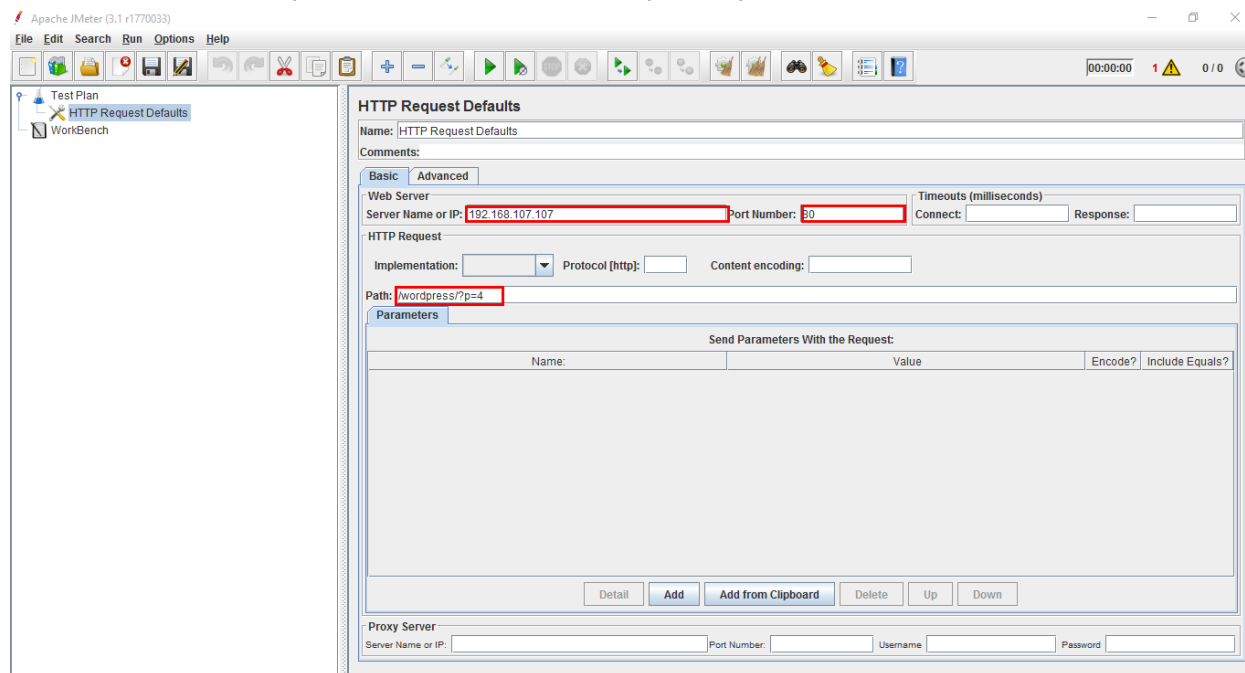 Apache JMeter (3.1 r1770033)
File Edit Search Run Options Help
00:00:00 1 0 / 0
Test Plan
HTTP Request Defaults
WorkBench
HTTP Request Defaults
Name: HTTP Request Defaults
Comments:
Basic Advanced
Web Server Timeouts (milliseconds)
Server Name or IP: 192.168.107.107 Port Number: 80 Connect: Response:
HTTP Request
Implementation: Protocol [http]: Content encoding:
Path: /wordpress/?p=4
Parameters
Send Parameters With the Request:
Name: Value Encode? Include Equals?
Detail Add Add from Clipboard Delete Up Down
Proxy Server
Server Name or IP: Port Number: Username Password